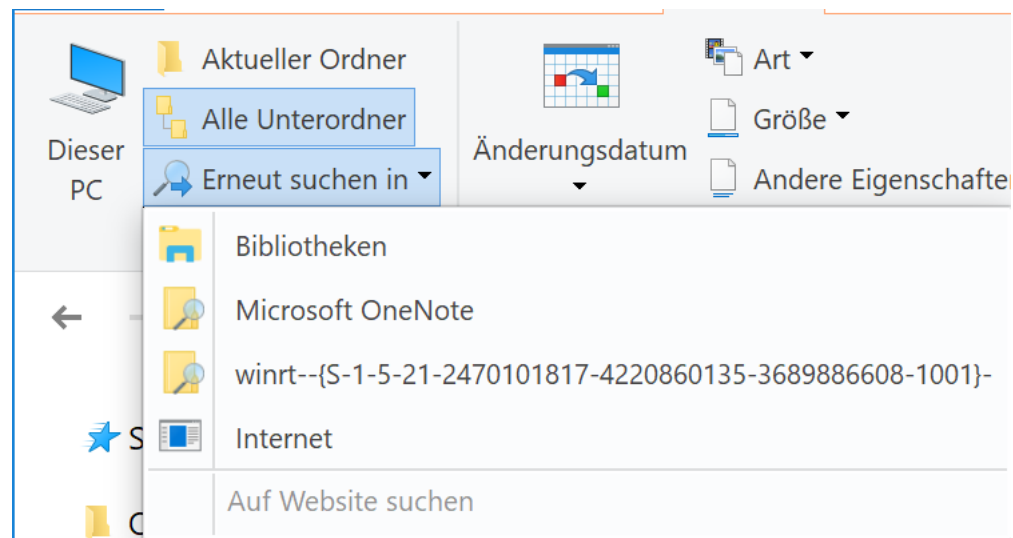 Dieser
PC
Aktueller Ordner
Alle Unterordner
Erneut suchen in
Änderungsdatum
Art
Größe
Andere
Bibliotheken
Microsoft OneNote
winrt--{S-1-5-21-2470101817-4220860135-3689886608-1001}-
Internet
Auf Website suchen